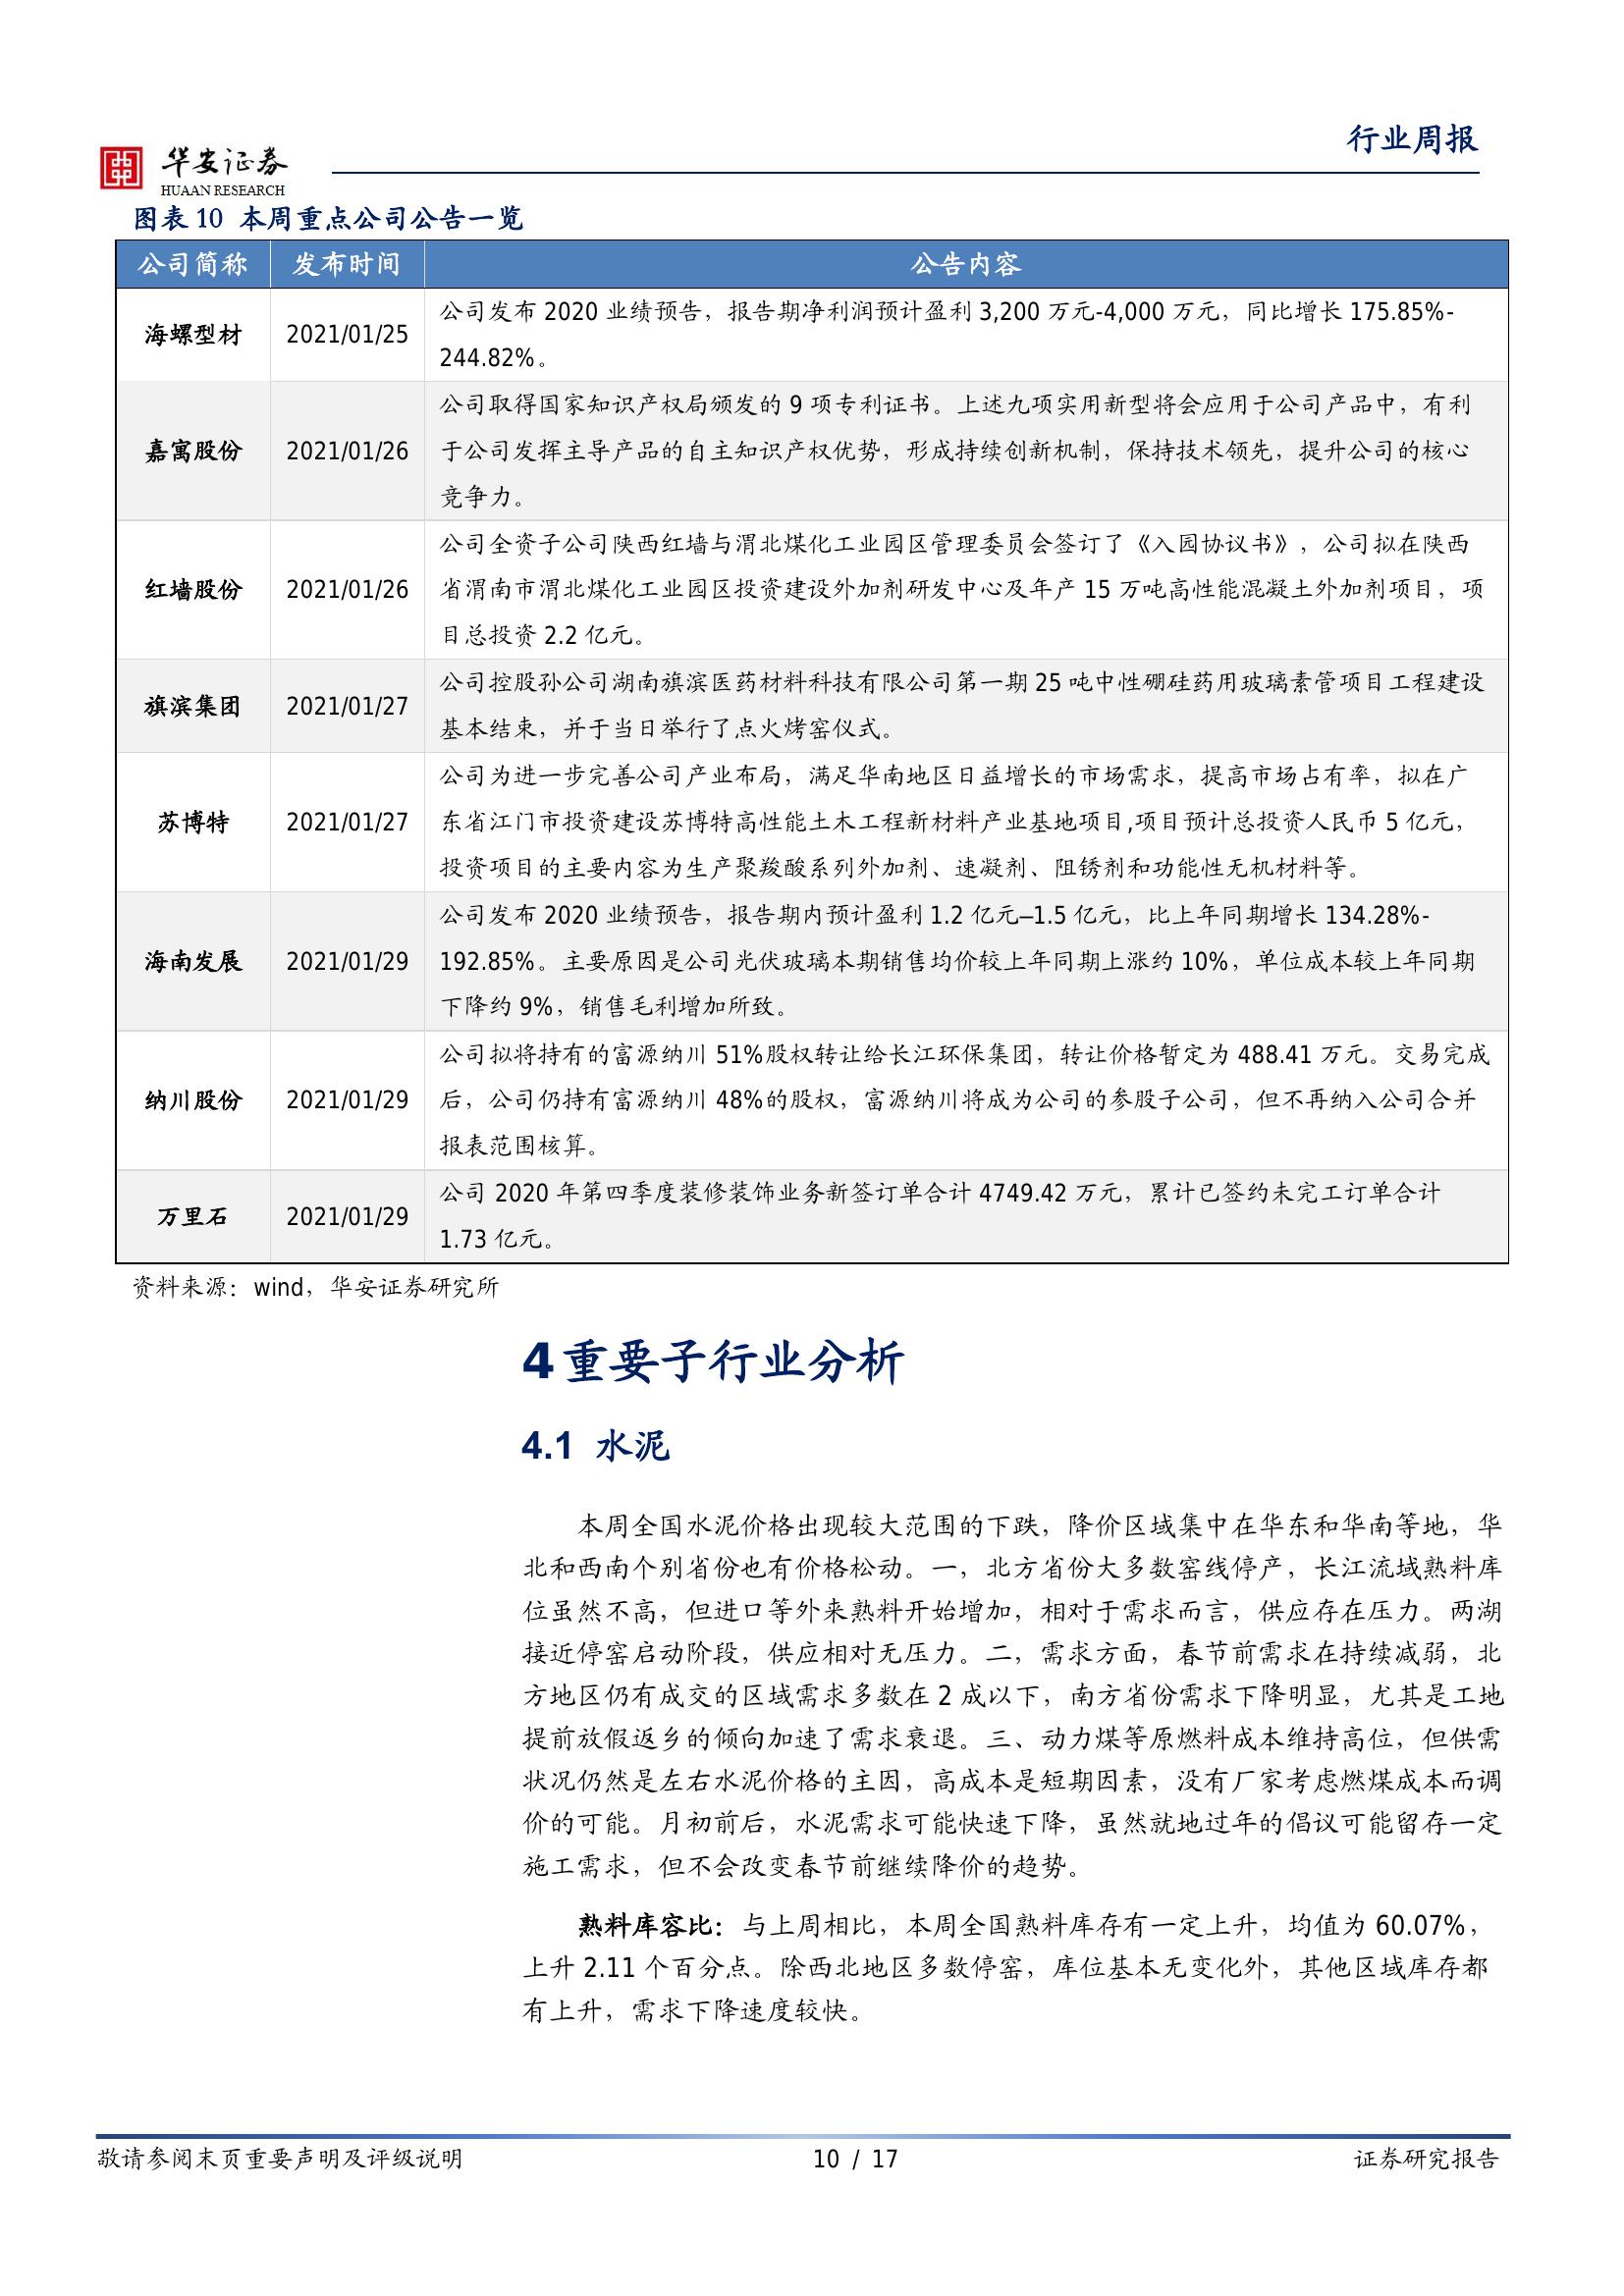 行业周报
华安证券
HUAAN RESEARCH
图表 10 本周重点公司公告一览
公司简称 发布时间 公告内容
海螺型材 2021/01/25 公司发布 2020 业绩预告，报告期净利润预计盈利 3,200 万元-4,000 万元，同比增长 175.85%-
244.82%。
嘉寓股份 2021/01/26 公司取得国家知识产权局颁发的 9 项专利证书。上述九项实用新型将会应用于公司产品中，有利
于公司发挥主导产品的自主知识产权优势，形成持续创新机制，保持技术领先，提升公司的核心
竞争力。
红墙股份 2021/01/26 公司全资子公司陕西红墙与渭北煤化工业园区管理委员会签订了《入园协议书》，公司拟在陕西
省渭南市渭北煤化工业园区投资建设外加剂研发中心及年产 15 万吨高性能混凝土外加剂项目，项
目总投资 2.2 亿元。
旗滨集团 2021/01/27 公司控股孙公司湖南旗滨医药材料科技有限公司第一期 25 吨中性硼硅药用玻璃素管项目工程建设
基本结束，并于当日举行了点火烤窑仪式。
苏博特 2021/01/27 公司为进一步完善公司产业布局，满足华南地区日益增长的市场需求，提高市场占有率，拟在广
东省江门市投资建设苏博特高性能土木工程新材料产业基地项目,项目预计总投资人民币 5 亿元，
投资项目的主要内容为生产聚羧酸系列外加剂、速凝剂、阻锈剂和功能性无机材料等。
海南发展 2021/01/29 公司发布 2020 业绩预告，报告期内预计盈利 1.2 亿元–1.5 亿元，比上年同期增长 134.28%-
192.85%。主要原因是公司光伏玻璃本期销售均价较上年同期上涨约 10%，单位成本较上年同期
下降约 9%，销售毛利增加所致。
纳川股份 2021/01/29 公司拟将持有的富源纳川 51%股权转让给长江环保集团，转让价格暂定为 488.41 万元。交易完成
后，公司仍持有富源纳川 48%的股权，富源纳川将成为公司的参股子公司，但不再纳入公司合并
报表范围核算。
万里石 2021/01/29 公司 2020 年第四季度装修装饰业务新签订单合计 4749.42 万元，累计已签约未完工订单合计
1.73 亿元。
资料来源：wind，华安证券研究所
4 重要子行业分析
4.1 水泥
本周全国水泥价格出现较大范围的下跌，降价区域集中在华东和华南等地，华
北和西南个别省份也有价格松动。一，北方省份大多数窑线停产，长江流域熟料库
位虽然不高，但进口等外来熟料开始增加，相对于需求而言，供应存在压力。两湖
接近停窑启动阶段，供应相对无压力。二，需求方面，春节前需求在持续减弱，北
方地区仍有成交的区域需求多数在 2 成以下，南方省份需求下降明显，尤其是工地
提前放假返乡的倾向加速了需求衰退。三、动力煤等原燃料成本维持高位，但供需
状况仍然是左右水泥价格的主因，高成本是短期因素，没有厂家考虑燃煤成本而调
价的可能。月初前后，水泥需求可能快速下降，虽然就地过年的倡议可能留存一定
施工需求，但不会改变春节前继续降价的趋势。
熟料库容比：与上周相比，本周全国熟料库存有一定上升，均值为 60.07%，
上升 2.11 个百分点。除西北地区多数停窑，库位基本无变化外，其他区域库存都
有上升，需求下降速度较快。
敬请参阅末页重要声明及评级说明 10 / 17 证券研究报告